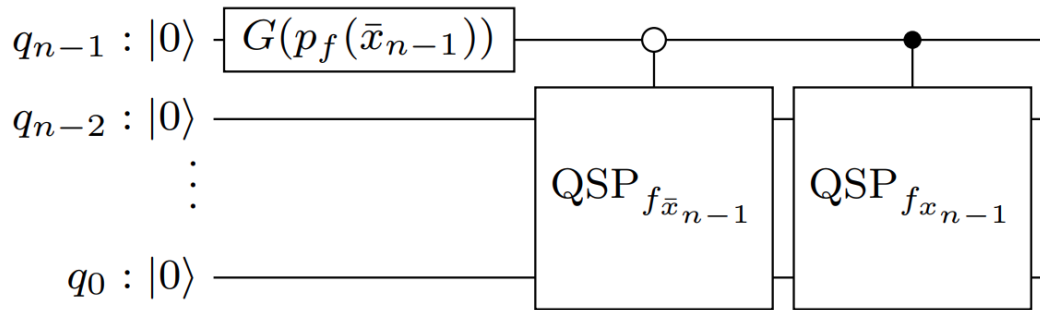 q_{n−1} : |0⟩ G(p_f(x̄_{n−1}))
q_{n−2} : |0⟩
⋮
QSP_{f_{x̄_{n−1}}} QSP_{f_{x_{n−1}}}
q_0 : |0⟩